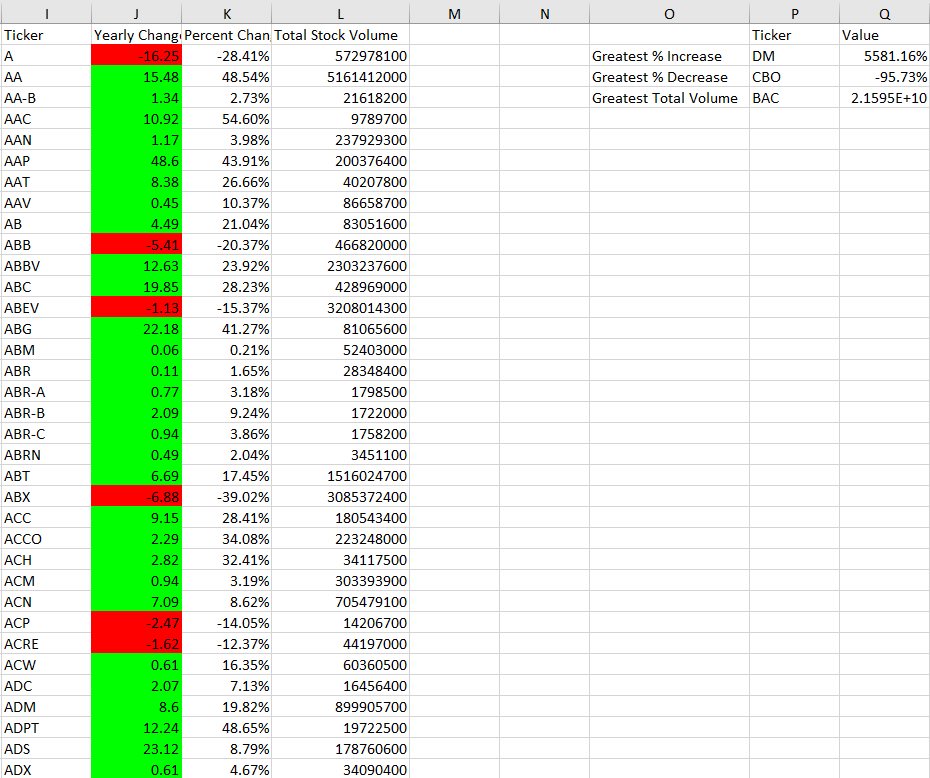 I J K L M N O P Q
Ticker Yearly Chang Percent Chan Total Stock Volume Ticker Value
A -16.25 -28.41% 572978100 Greatest % Increase DM 5581.16%
AA 15.48 48.54% 5161412000 Greatest % Decrease CBO -95.73%
AA-B 1.34 2.73% 21618200 Greatest Total Volume BAC 2.1595E+10
AAC 10.92 54.60% 9789700
AAN 1.17 3.98% 237929300
AAP 48.6 43.91% 200376400
AAT 8.38 26.66% 40207800
AAV 0.45 10.37% 86658700
AB 4.49 21.04% 83051600
ABB -5.41 -20.37% 466820000
ABBV 12.63 23.92% 2303237600
ABC 19.85 28.23% 428969000
ABEV -1.13 -15.37% 3208014300
ABG 22.18 41.27% 81065600
ABM 0.06 0.21% 52403000
ABR 0.11 1.65% 28348400
ABR-A 0.77 3.18% 1798500
ABR-B 2.09 9.24% 1722000
ABR-C 0.94 3.86% 1758200
ABRN 0.49 2.04% 3451100
ABT 6.69 17.45% 1516024700
ABX -6.88 -39.02% 3085372400
ACC 9.15 28.41% 180543400
ACCO 2.29 34.08% 223248000
ACH 2.82 32.41% 34117500
ACM 0.94 3.19% 303393900
ACN 7.09 8.62% 705479100
ACP -2.47 -14.05% 14206700
ACRE -1.62 -12.37% 44197000
ACW 0.61 16.35% 60360500
ADC 2.07 7.13% 16456400
ADM 8.6 19.82% 899905700
ADPT 12.24 48.65% 19722500
ADS 23.12 8.79% 178760600
ADX 0.61 4.67% 34090400